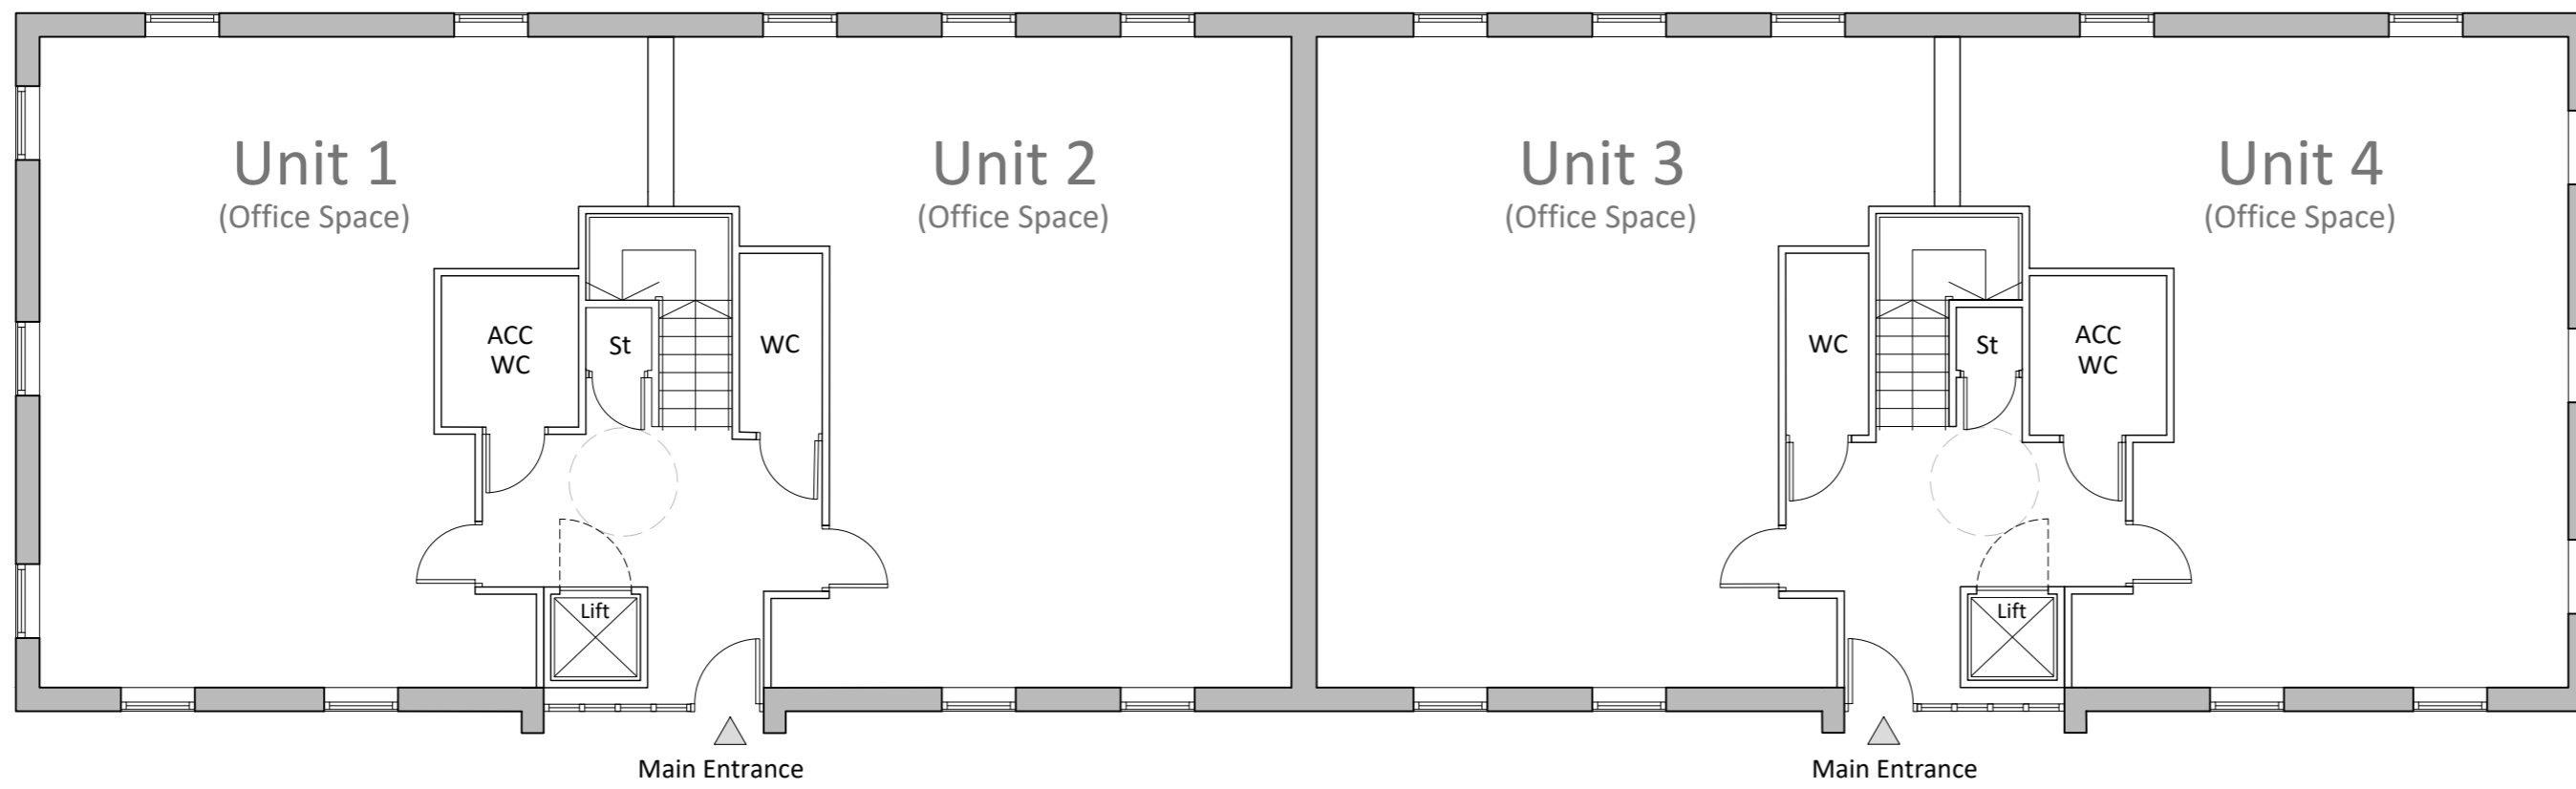 Unit 1
(Office Space)
Unit 2
(Office Space)
Unit 3
(Office Space)
Unit 4
(Office Space)
ACC
WC
St
WC
WC
St
ACC
WC
Lift
Lift
Main Entrance
Main Entrance